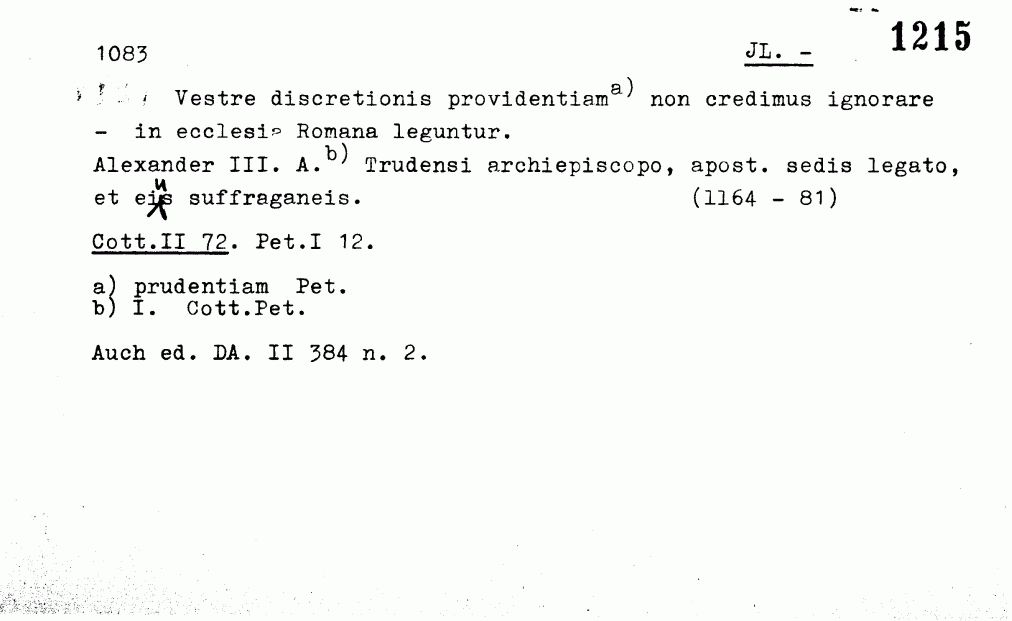 1215
1083 JL. -
Vestre discretionis providentiam a) non credimus ignorare
- in ecclesie Romana leguntur.
Alexander III. A. b) Trudensi archiepiscopo, apost. sedis legato,
et eius suffraganeis. (1164 - 81)
Cott.II 72. Pet.I 12.
a) prudentiam Pet.
b) I. Cott.Pet.
Auch ed. DA. II 384 n. 2.